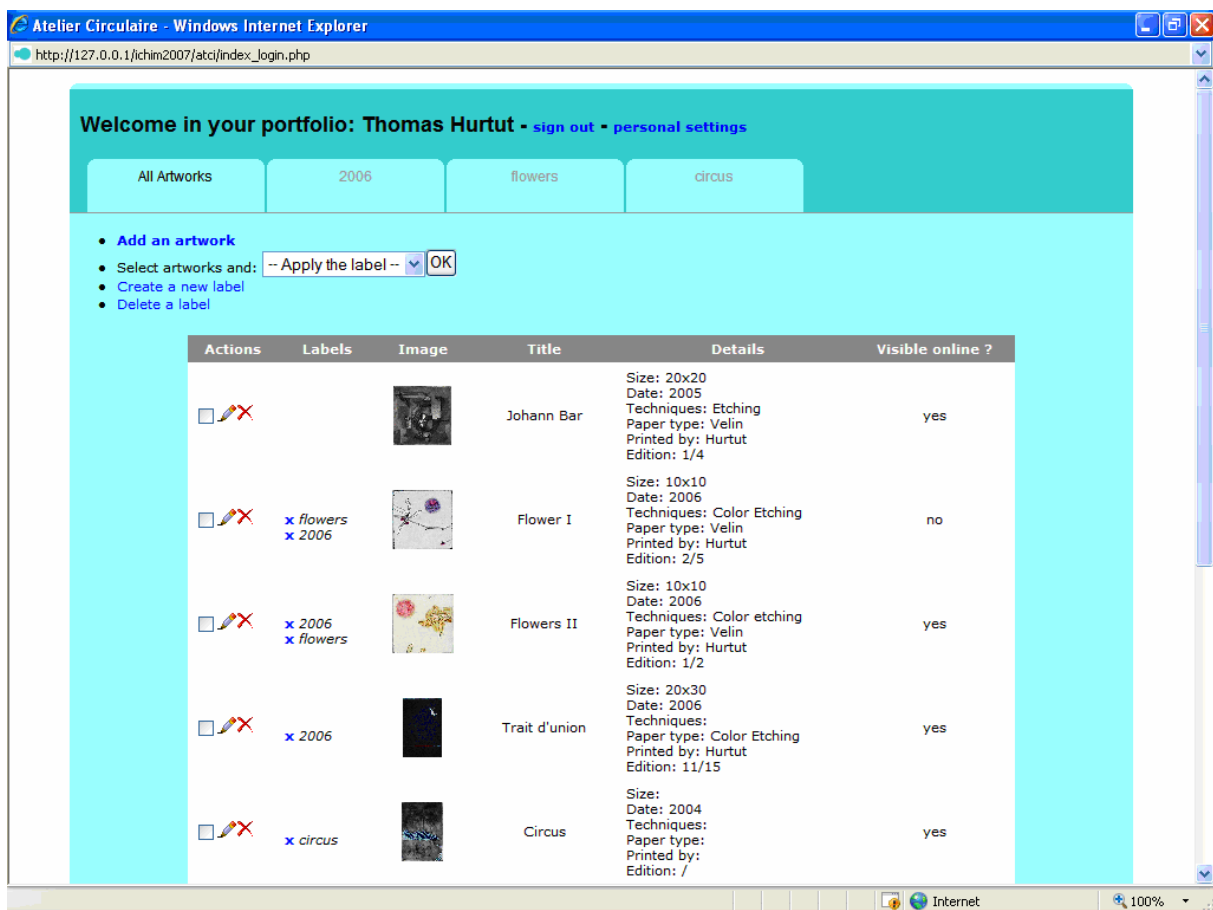 Atelier Circulaire - Windows Internet Explorer
http://127.0.0.1/ichim2007/atci/index_login.php
Welcome in your portfolio: Thomas Hurtut - sign out - personal settings
All Artworks 2006 flowers circus
Add an artwork
Select artworks and: -- Apply the label -- OK
Create a new label
Delete a label
Actions Labels Image Title Details Visible online ?
Johann Bar
Size: 20x20
Date: 2005
Techniques: Etching
Paper type: Velin
Printed by: Hurtut
Edition: 1/4
yes
x flowers
x 2006
Flower I
Size: 10x10
Date: 2006
Techniques: Color Etching
Paper type: Velin
Printed by: Hurtut
Edition: 2/5
no
x 2006
x flowers
Flowers II
Size: 10x10
Date: 2006
Techniques: Color etching
Paper type: Velin
Printed by: Hurtut
Edition: 1/2
yes
x 2006
Trait d'union
Size: 20x30
Date: 2006
Techniques:
Paper type: Color Etching
Printed by: Hurtut
Edition: 11/15
yes
x circus
Circus
Size:
Date: 2004
Techniques:
Paper type:
Printed by:
Edition: /
yes
Internet 100%